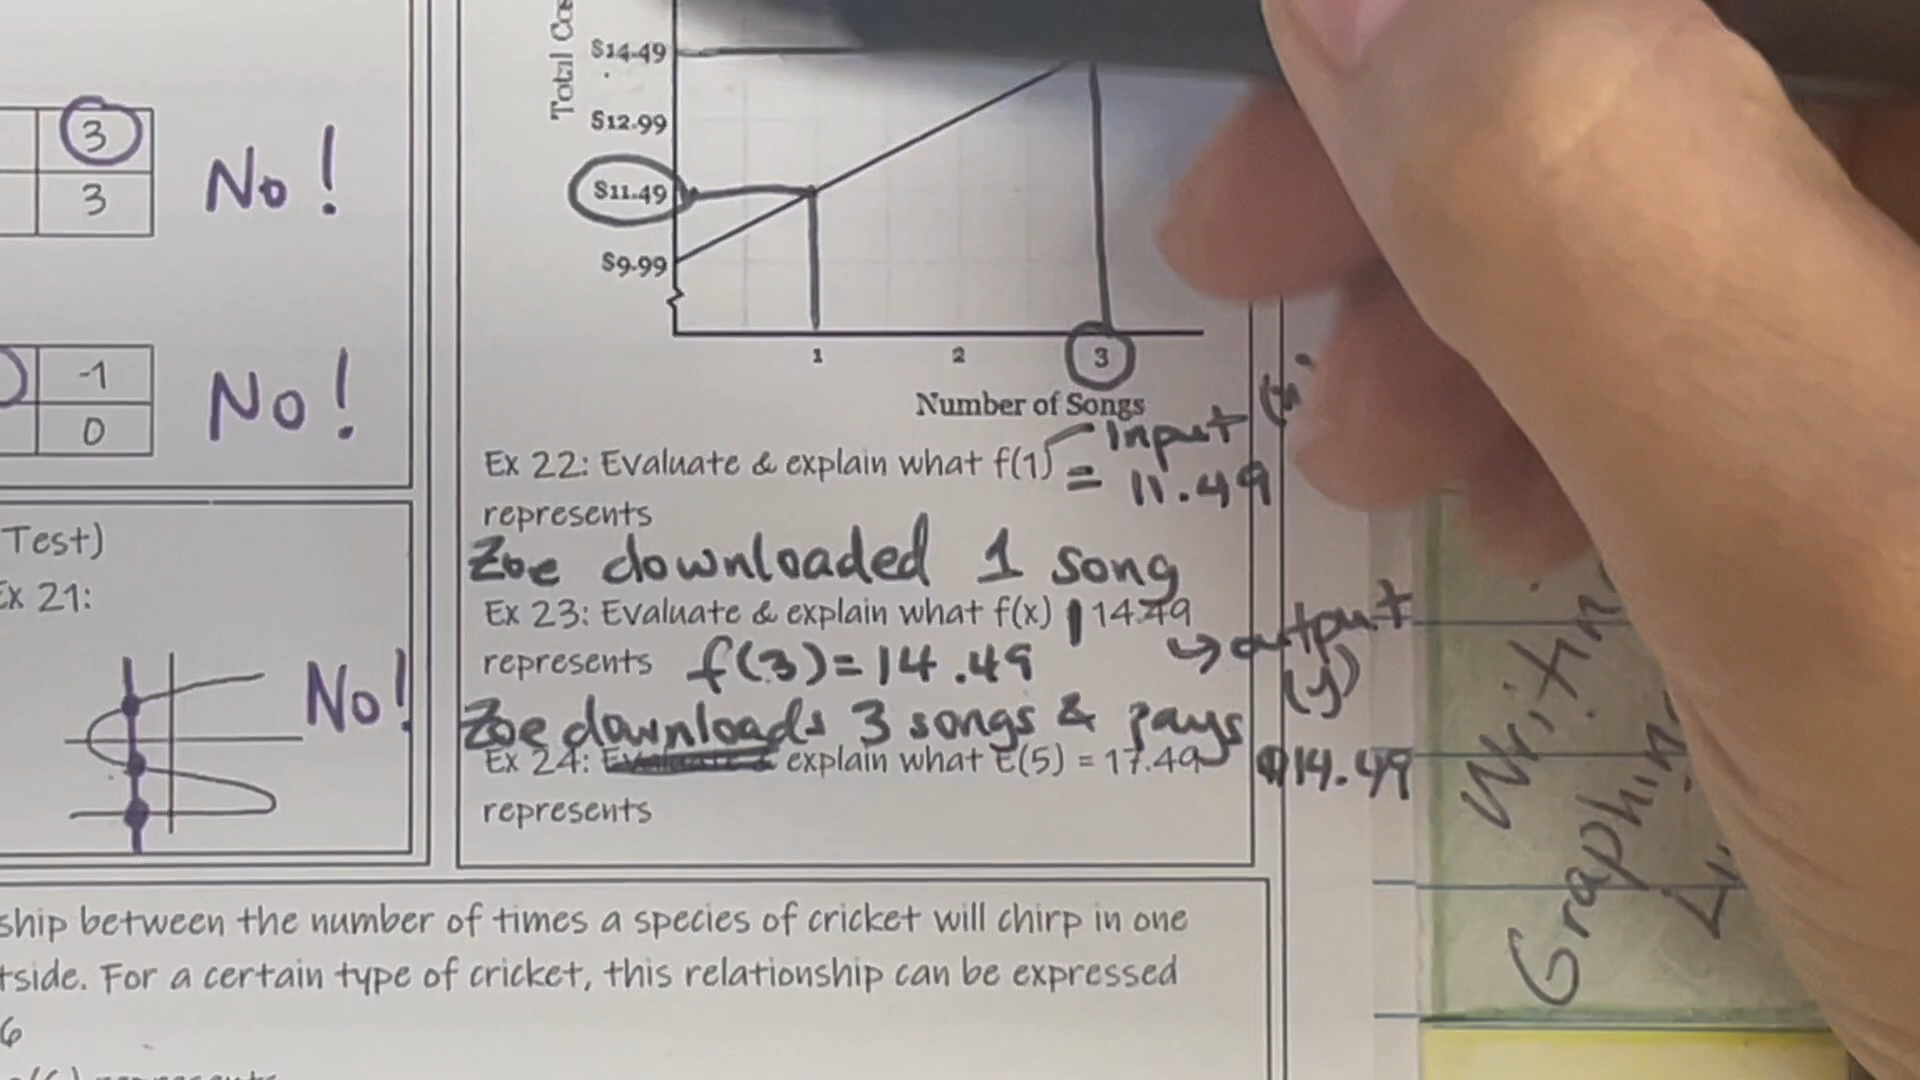 Total Co
$14.49
$12.99
$11.49
$9.99
1 2 3
Number of Songs
3
3
No!
-1
0
No!
Test)
Ex 21:
No!
Input
Ex 22: Evaluate & explain what f(1) = 11.49
represents
Zoe downloaded 1 song
Ex 23: Evaluate & explain what f(x) 14.49
represents f(3)=14.49
↪ output
(y)
Zoe downloads 3 songs & pays
$14.49
Ex 24: Evaluate & explain what E(5) = 17.49
represents
ship between the number of times a species of cricket will chirp in one
tside. For a certain type of cricket, this relationship can be expressed
6
represents
Writin
Graphin